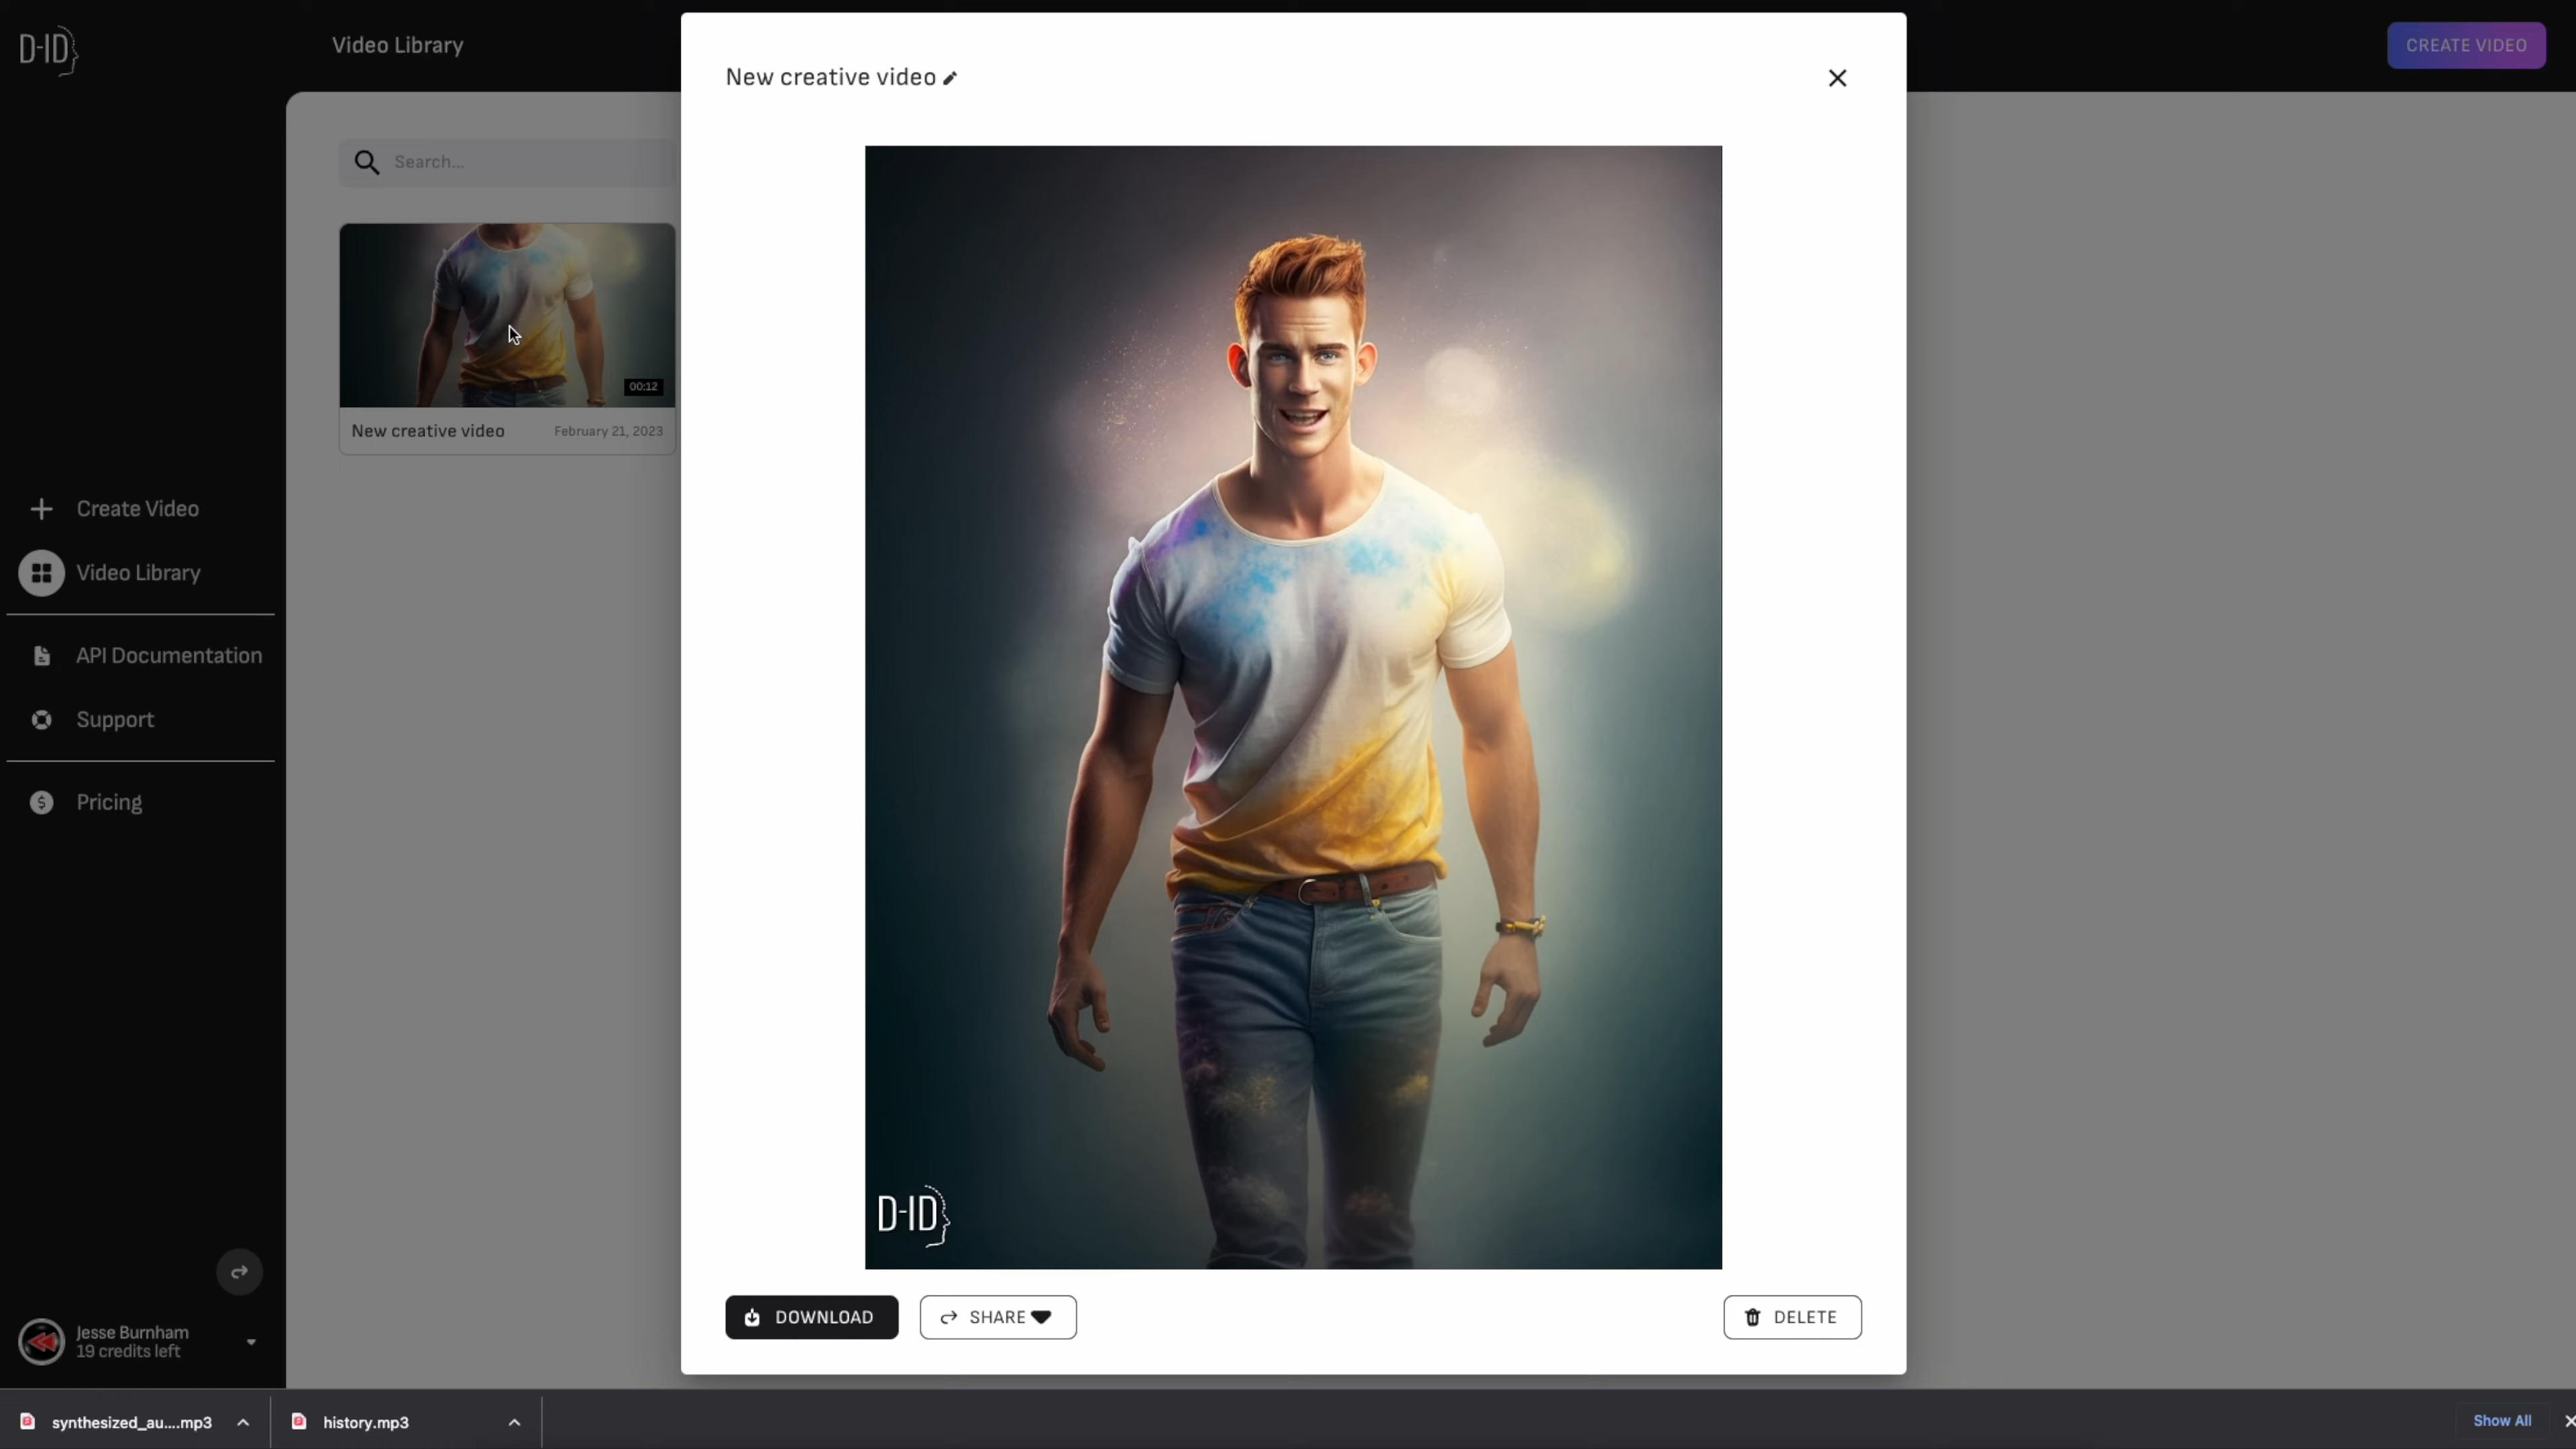 D-ID
Video Library
CREATE VIDEO
New creative video
Search...
00:12
New creative video
February 21, 2023
Create Video
Video Library
API Documentation
Support
Pricing
D-ID
DOWNLOAD
SHARE
DELETE
Jesse Burnham
19 credits left
synthesized_au....mp3
history.mp3
Show All